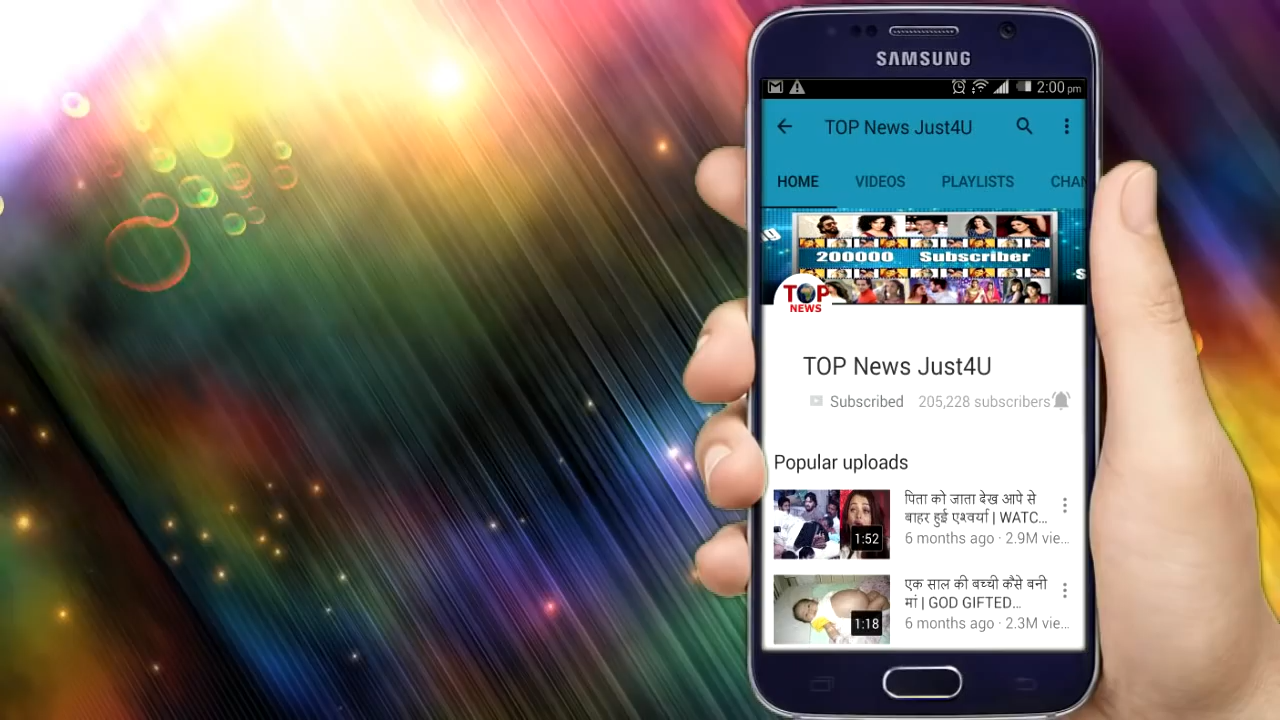 SAMSUNG
2:00 pm
TOP News Just4U
HOME VIDEOS PLAYLISTS CHAN
200000 Subscriber
TOP
NEWS
TOP News Just4U
Subscribed 205,228 subscribers
Popular uploads
पिता को जाता देख आपे से
बाहर हुई एश्वर्या | WATC...
1:52
6 months ago · 2.9M vie...
एक साल की बच्ची कैसे बनी
मां | GOD GIFTED...
1:18
6 months ago · 2.3M vie...